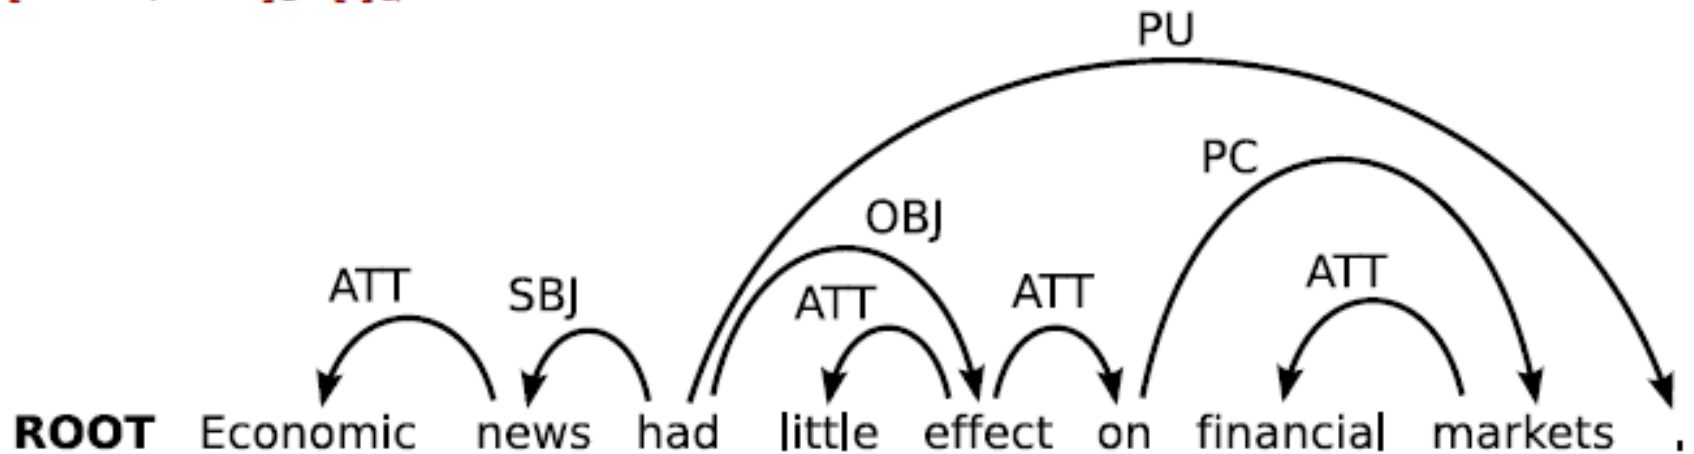 PU
PC
OBJ
ATT SBJ ATT ATT ATT
ROOT Economic news had little effect on financial markets .